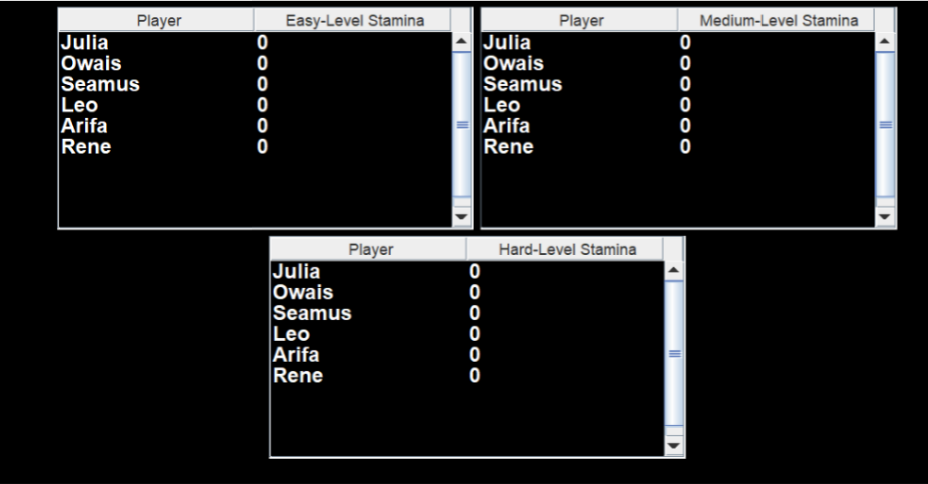 Player Easy-Level Stamina
Julia 0
Owais 0
Seamus 0
Leo 0
Arifa 0
Rene 0
Player Medium-Level Stamina
Julia 0
Owais 0
Seamus 0
Leo 0
Arifa 0
Rene 0
Player Hard-Level Stamina
Julia 0
Owais 0
Seamus 0
Leo 0
Arifa 0
Rene 0